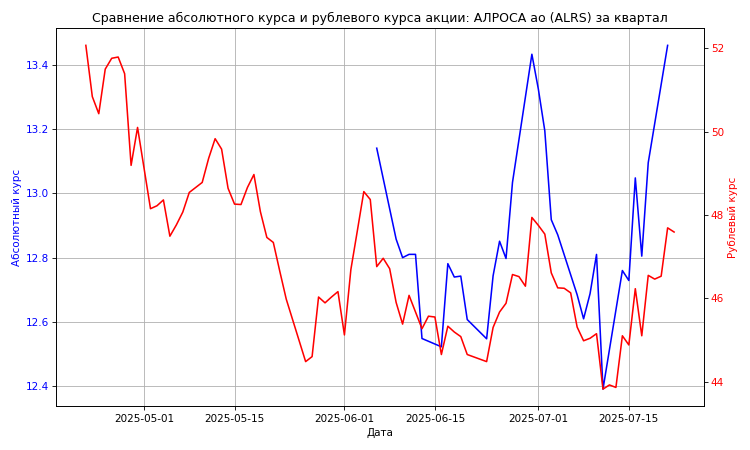 Сравнение абсолютного курса и рублевого курса акции: АЛРОСА ао (ALRS) за квартал
Абсолютный курс
13.4
13.2
13.0
12.8
12.6
12.4
52
50
48
46
44
Рублевый курс
2025-05-01 2025-05-15 2025-06-01 2025-06-15 2025-07-01 2025-07-15
Дата